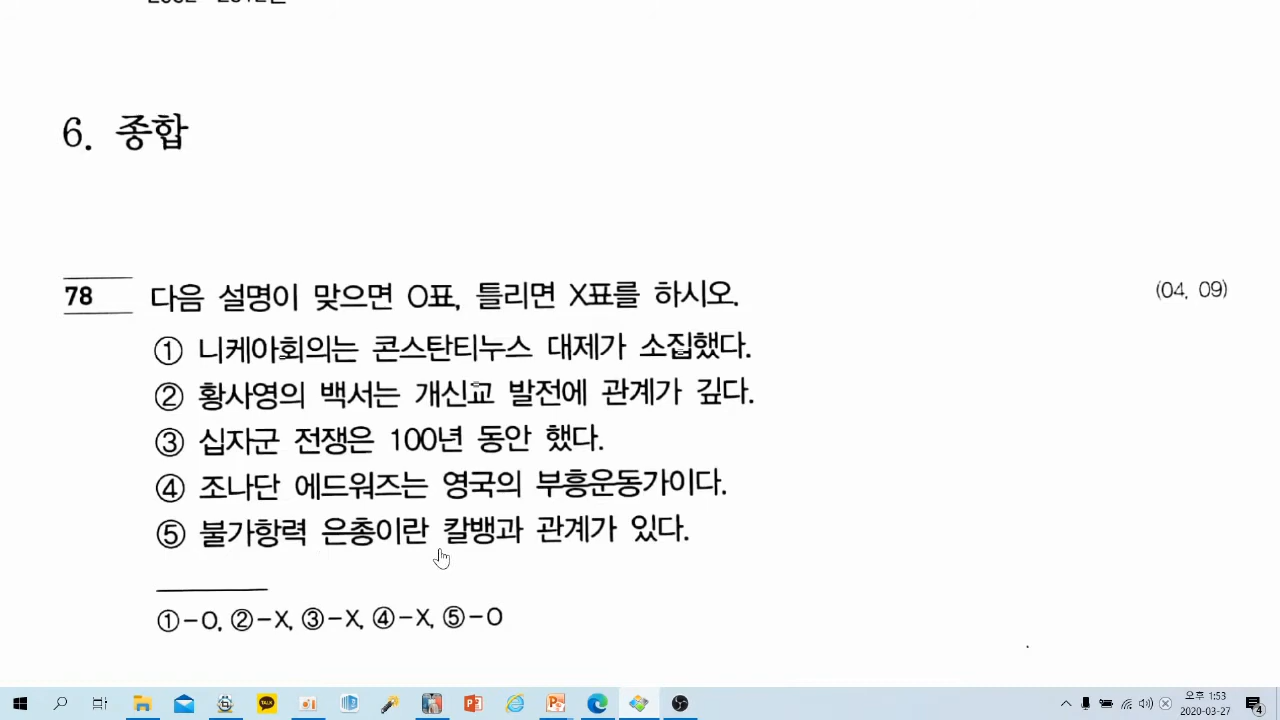 6. 종합
78 다음 설명이 맞으면 O표, 틀리면 X표를 하시오. (04, 09)
① 니케아회의는 콘스탄티누스 대제가 소집했다.
② 황사영의 백서는 개신교 발전에 관계가 깊다.
③ 십자군 전쟁은 100년 동안 했다.
④ 조나단 에드워즈는 영국의 부흥운동가이다.
⑤ 불가항력 은총이란 칼뱅과 관계가 있다.
①-O, ②-X, ③-X, ④-X, ⑤-O
TALK
오후 1:53
2020-03-27
4